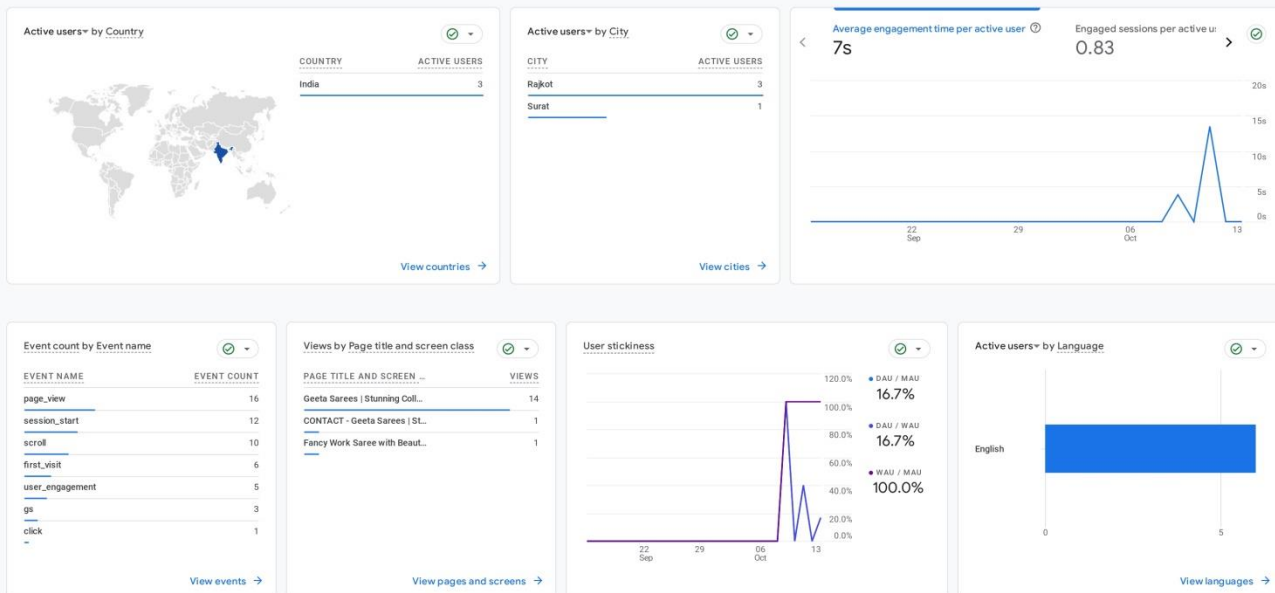 Active users by Country
COUNTRY ACTIVE USERS
India 3
View countries
Active users by City
CITY ACTIVE USERS
Rajkot 3
Surat 1
View cities
Average engagement time per active user
7s
Engaged sessions per active us
0.83
20s
15s
10s
5s
0s
22 Sep
29
06 Oct
13
Event count by Event name
EVENT NAME EVENT COUNT
page_view 16
session_start 12
scroll 10
first_visit 6
user_engagement 5
gs 3
click 1
View events
Views by Page title and screen class
PAGE TITLE AND SCREEN ... VIEWS
Geeta Sarees | Stunning Coll... 14
CONTACT - Geeta Sarees | St... 1
Fancy Work Saree with Beaut... 1
View pages and screens
User stickiness
120.0%
100.0%
80.0%
60.0%
40.0%
20.0%
0.0%
22 Sep
29
06 Oct
13
DAU / MAU
16.7%
DAU / WAU
16.7%
WAU / MAU
100.0%
Active users by Language
English
0
5
View languages